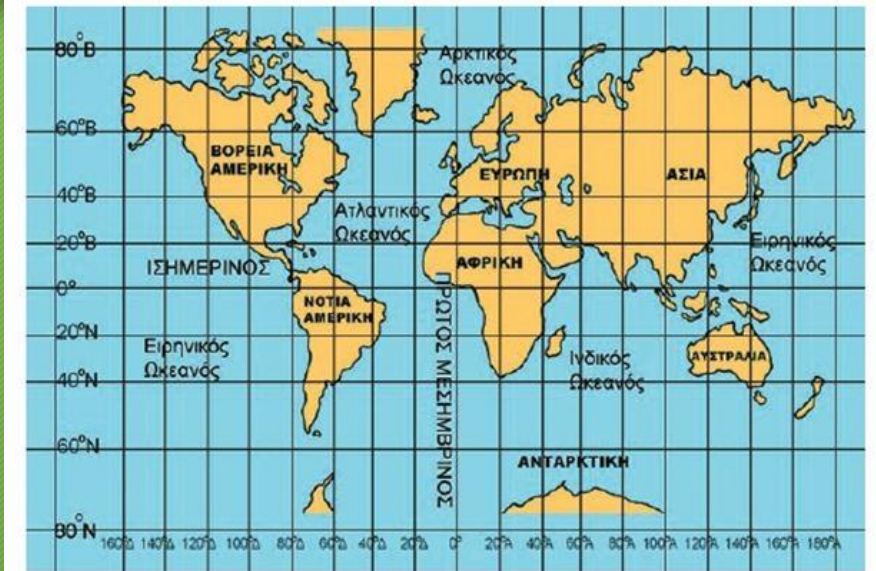 80°Β
Αρκτικός
Ωκεανός
60°Β
ΒΟΡΕΙΑ
ΑΜΕΡΙΚΗ
ΕΥΡΩΠΗ
ΑΣΙΑ
40°Β
Ατλαντικός
Ωκεανός
20°Β
Ειρηνικός
Ωκεανός
ΙΣΗΜΕΡΙΝΟΣ
ΑΦΡΙΚΗ
0°
ΝΟΤΙΑ
ΑΜΕΡΙΚΗ
ΠΡΩΤΟΣ ΜΕΣΗΜΒΡΙΝΟΣ
20°Ν
Ειρηνικός
Ωκεανός
Ινδικός
Ωκεανός
ΑΥΣΤΡΑΛΙΑ
40°Ν
60°Ν
ΑΝΤΑΡΚΤΙΚΗ
80°Ν
160°Δ 140°Δ 120°Δ 100°Δ 80°Δ 60°Δ 40°Δ 20°Δ 0° 20°Α 40°Α 60°Α 80°Α 100°Α 120°Α 140°Α 160°Α 180°Α